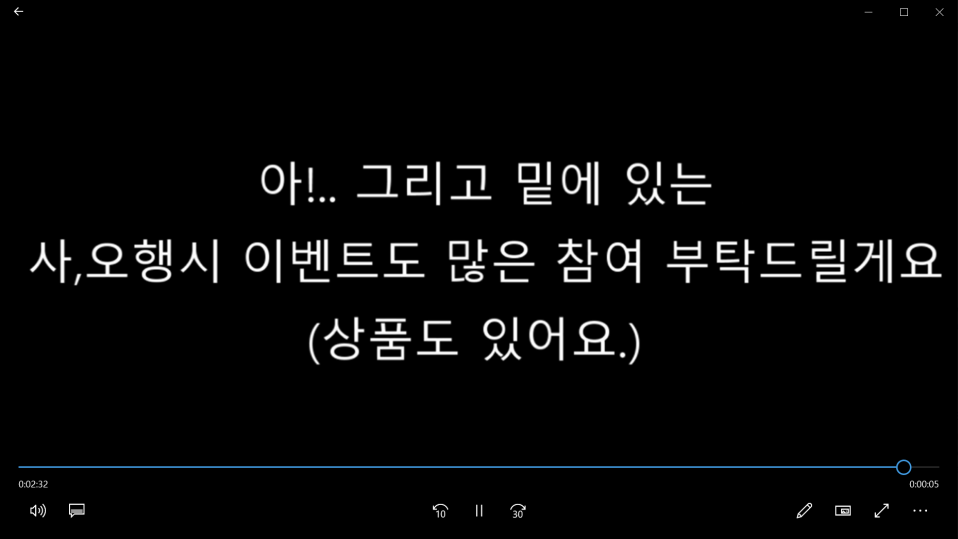 아!.. 그리고 밑에 있는
사,오행시 이벤트도 많은 참여 부탁드릴게요
(상품도 있어요.)
0:02:32
0:00:05
10
30